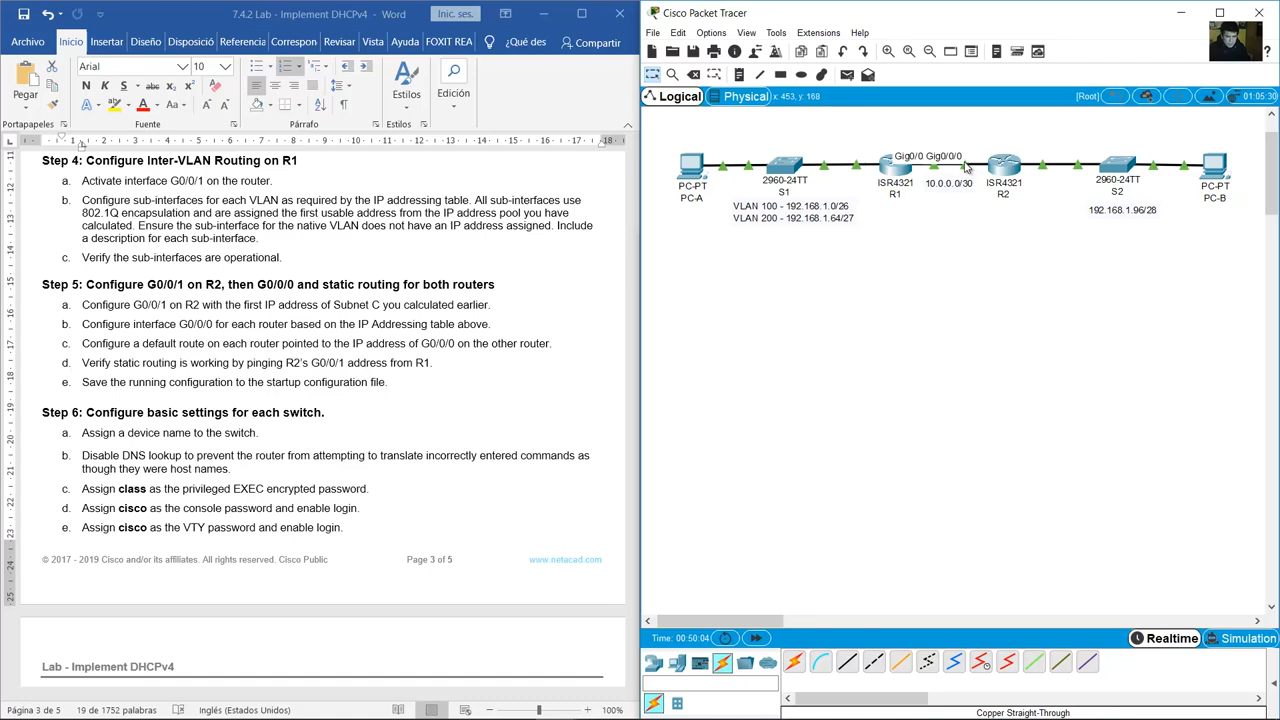 7.4.2 Lab - Implement DHCPv4 - Word
Inic. ses.
Archivo
Inicio
Insertar
Diseño
Disposició
Referencia
Correspon
Revisar
Vista
Ayuda
FOXIT REA
¿Qué des
Compartir
Pegar
Arial
10
N K S
Aa
Estilos
Edición
Portapapeles
Fuente
Párrafo
Estilos
Step 4: Configure Inter-VLAN Routing on R1
a. Activate interface G0/0/1 on the router.
b. Configure sub-interfaces for each VLAN as required by the IP addressing table. All sub-interfaces use
802.1Q encapsulation and are assigned the first usable address from the IP address pool you have
calculated. Ensure the sub-interface for the native VLAN does not have an IP address assigned. Include
a description for each sub-interface.
c. Verify the sub-interfaces are operational.
Step 5: Configure G0/0/1 on R2, then G0/0/0 and static routing for both routers
a. Configure G0/0/1 on R2 with the first IP address of Subnet C you calculated earlier.
b. Configure interface G0/0/0 for each router based on the IP Addressing table above.
c. Configure a default route on each router pointed to the IP address of G0/0/0 on the other router.
d. Verify static routing is working by pinging R2's G0/0/1 address from R1.
e. Save the running configuration to the startup configuration file.
Step 6: Configure basic settings for each switch.
a. Assign a device name to the switch.
b. Disable DNS lookup to prevent the router from attempting to translate incorrectly entered commands as
though they were host names.
c. Assign class as the privileged EXEC encrypted password.
d. Assign cisco as the console password and enable login.
e. Assign cisco as the VTY password and enable login.
© 2017 - 2019 Cisco and/or its affiliates. All rights reserved. Cisco Public
Page 3 of 5
www.netacad.com
Lab - Implement DHCPv4
Página 3 de 5
19 de 1752 palabras
Inglés (Estados Unidos)
100%
Cisco Packet Tracer
File Edit Options View Tools Extensions Help
Logical
Physical
x: 453, y: 168
[Root]
01:05:30
Gig0/0 Gig0/0/0
PC-PT
PC-A
2960-24TT
S1
ISR4321
R1
10.0.0.0/30
ISR4321
R2
2960-24TT
S2
PC-PT
PC-B
VLAN 100 - 192.168.1.0/26
VLAN 200 - 192.168.1.64/27
192.168.1.96/28
Time: 00:50:04
Realtime
Simulation
Copper Straight-Through